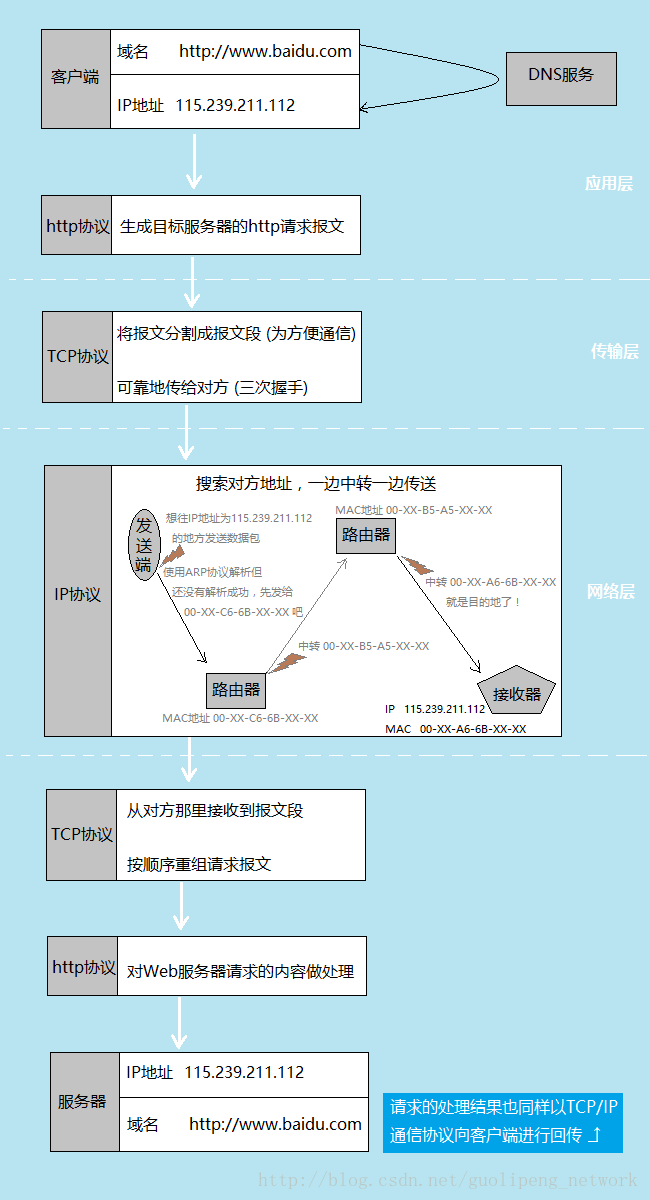 客户端
域名 http://www.baidu.com
IP地址 115.239.211.112
DNS服务
应用层
http协议
生成目标服务器的http请求报文
TCP协议
将报文分割成报文段 (为方便通信)
可靠地传给对方 (三次握手)
传输层
IP协议
搜索对方地址，一边中转一边传送
发送端
想往IP地址为115.239.211.112
的地方发送数据包
使用ARP协议解析但
还没有解析成功，先发给
00-XX-C6-6B-XX-XX 吧
MAC地址 00-XX-B5-A5-XX-XX
路由器
中转 00-XX-A6-6B-XX-XX
就是目的地了！
网络层
中转 00-XX-B5-A5-XX-XX
路由器
MAC地址 00-XX-C6-6B-XX-XX
接收器
IP 115.239.211.112
MAC 00-XX-A6-6B-XX-XX
TCP协议
从对方那里接收到报文段
按顺序重组请求报文
http协议
对Web服务器请求的内容做处理
服务器
IP地址 115.239.211.112
域名 http://www.baidu.com
请求的处理结果也同样以TCP/IP
通信协议向客户端进行回传
http://blog.csdn.net/guolipeng_network